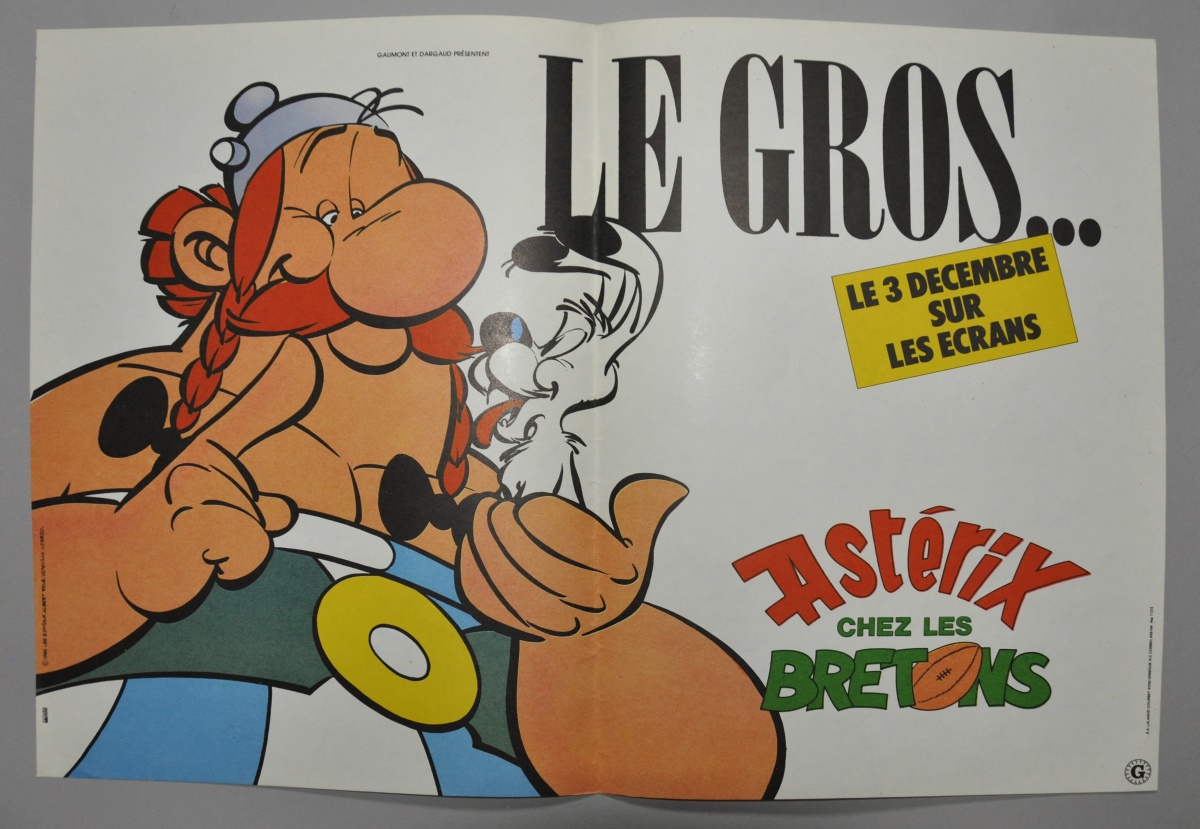 GAUMONT ET DARGAUD PRÉSENTENT
LE GROS...
LE 3 DECEMBRE
SUR
LES ECRANS
Astérix
CHEZ LES
BRETONS
G